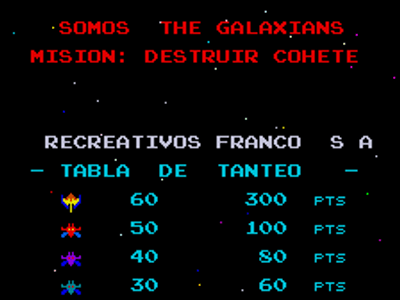 SOMOS THE GALAXIANS
MISION: DESTRUIR COHETE
RECREATIVOS FRANCO S A
- TABLA DE TANTEO -
60 300 PTS
50 100 PTS
40 80 PTS
30 60 PTS